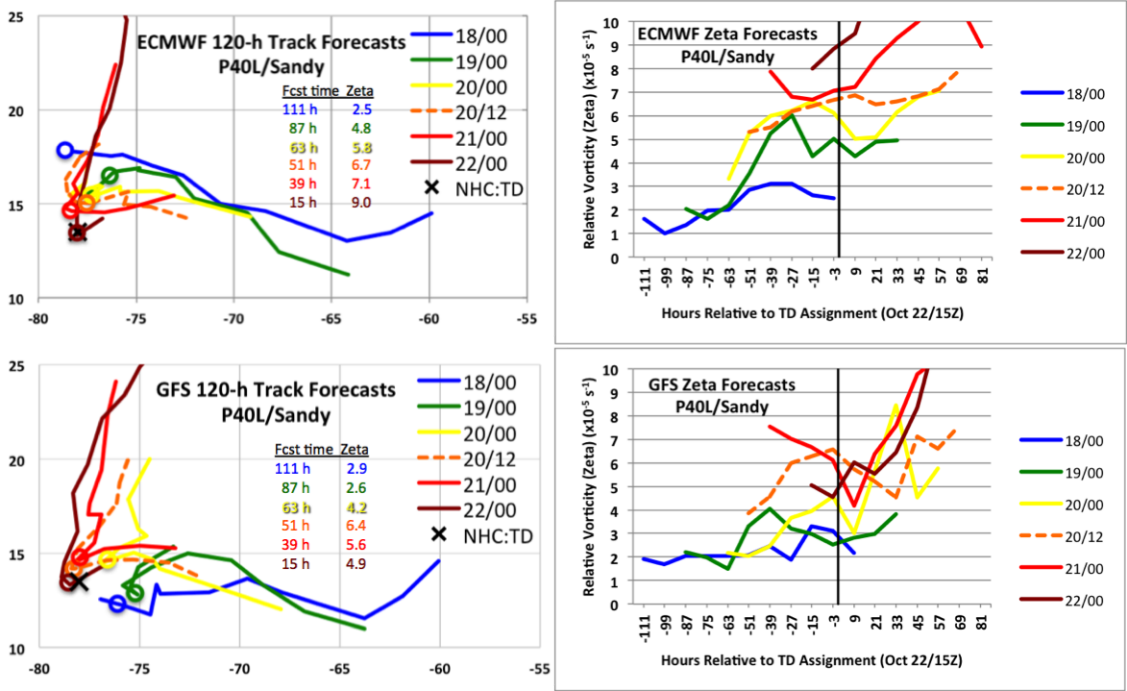 ECMWF 120-h Track Forecasts
P40L/Sandy
Fcst time Zeta
111 h 2.5
87 h 4.8
63 h 5.8
51 h 6.7
39 h 7.1
15 h 9.0
18/00
19/00
20/00
20/12
21/00
22/00
NHC:TD
25
20
15
10
-80 -75 -70 -65 -60 -55
ECMWF Zeta Forecasts
P40L/Sandy
Relative Vorticity (Zeta) (x10-5 s-1)
10
9
8
7
6
5
4
3
2
1
0
-111 -99 -87 -75 -63 -51 -39 -27 -15 -3 9 21 33 45 57 69 81
Hours Relative to TD Assignment (Oct 22/15Z)
18/00
19/00
20/00
20/12
21/00
22/00
GFS 120-h Track Forecasts
P40L/Sandy
Fcst time Zeta
111 h 2.9
87 h 2.6
63 h 4.2
51 h 6.4
39 h 5.6
15 h 4.9
18/00
19/00
20/00
20/12
21/00
22/00
NHC:TD
25
20
15
10
-80 -75 -70 -65 -60 -55
GFS Zeta Forecasts
P40L/Sandy
Relative Vorticity (Zeta) (x10-5 s-1)
10
9
8
7
6
5
4
3
2
1
0
-111 -99 -87 -75 -63 -51 -39 -27 -15 -3 9 21 33 45 57 69 81
Hours Relative to TD Assignment (Oct 22/15Z)
18/00
19/00
20/00
20/12
21/00
22/00